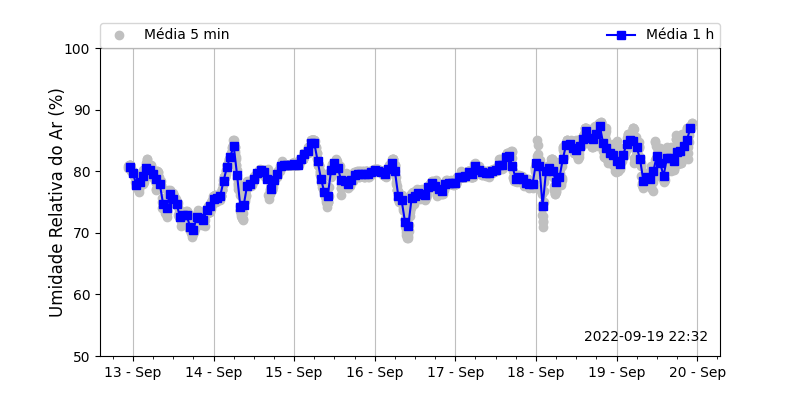 Média 5 min
Média 1 h
Umidade Relativa do Ar (%)
100
90
80
70
60
50
2022-09-19 22:32
13 - Sep
14 - Sep
15 - Sep
16 - Sep
17 - Sep
18 - Sep
19 - Sep
20 - Sep